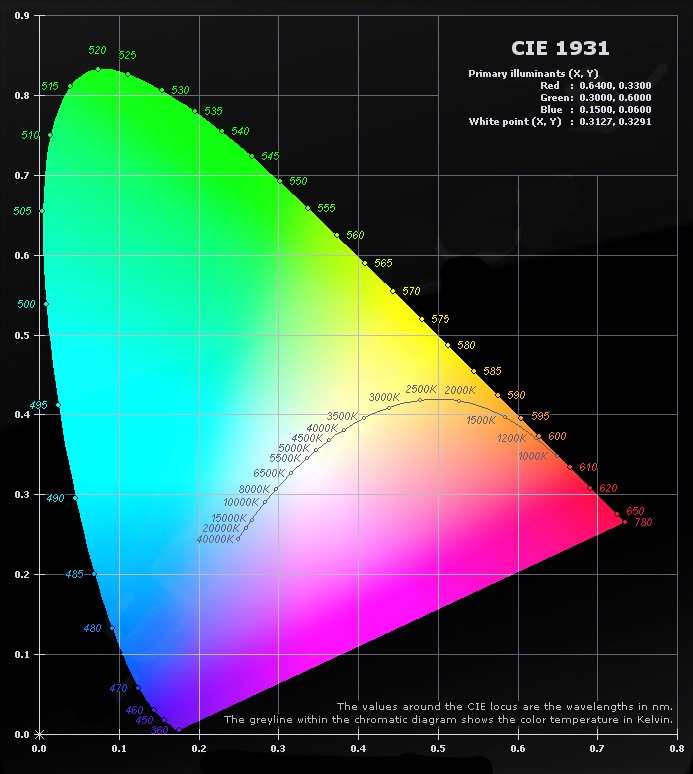 CIE 1931
Primary illuminants (X, Y)
Red : 0.6400, 0.3300
Green: 0.3000, 0.6000
Blue : 0.1500, 0.0600
White point (X, Y) : 0.3127, 0.3291
0.9
0.8
0.7
0.6
0.5
0.4
0.3
0.2
0.1
0.0
520
525
515
530
535
510
540
545
550
505
555
560
565
500
570
575
580
585
590
495
595
600
610
490
620
650
780
485
480
470
460
450
360
2500K
2000K
3000K
3500K
1500K
4000K
1200K
4500K
5000K
5500K
1000K
6500K
8000K
10000K
15000K
20000K
40000K
The values around the CIE locus are the wavelengths in nm.
The greyline within the chromatic diagram shows the color temperature in Kelvin.
0.0 0.1 0.2 0.3 0.4 0.5 0.6 0.7 0.8